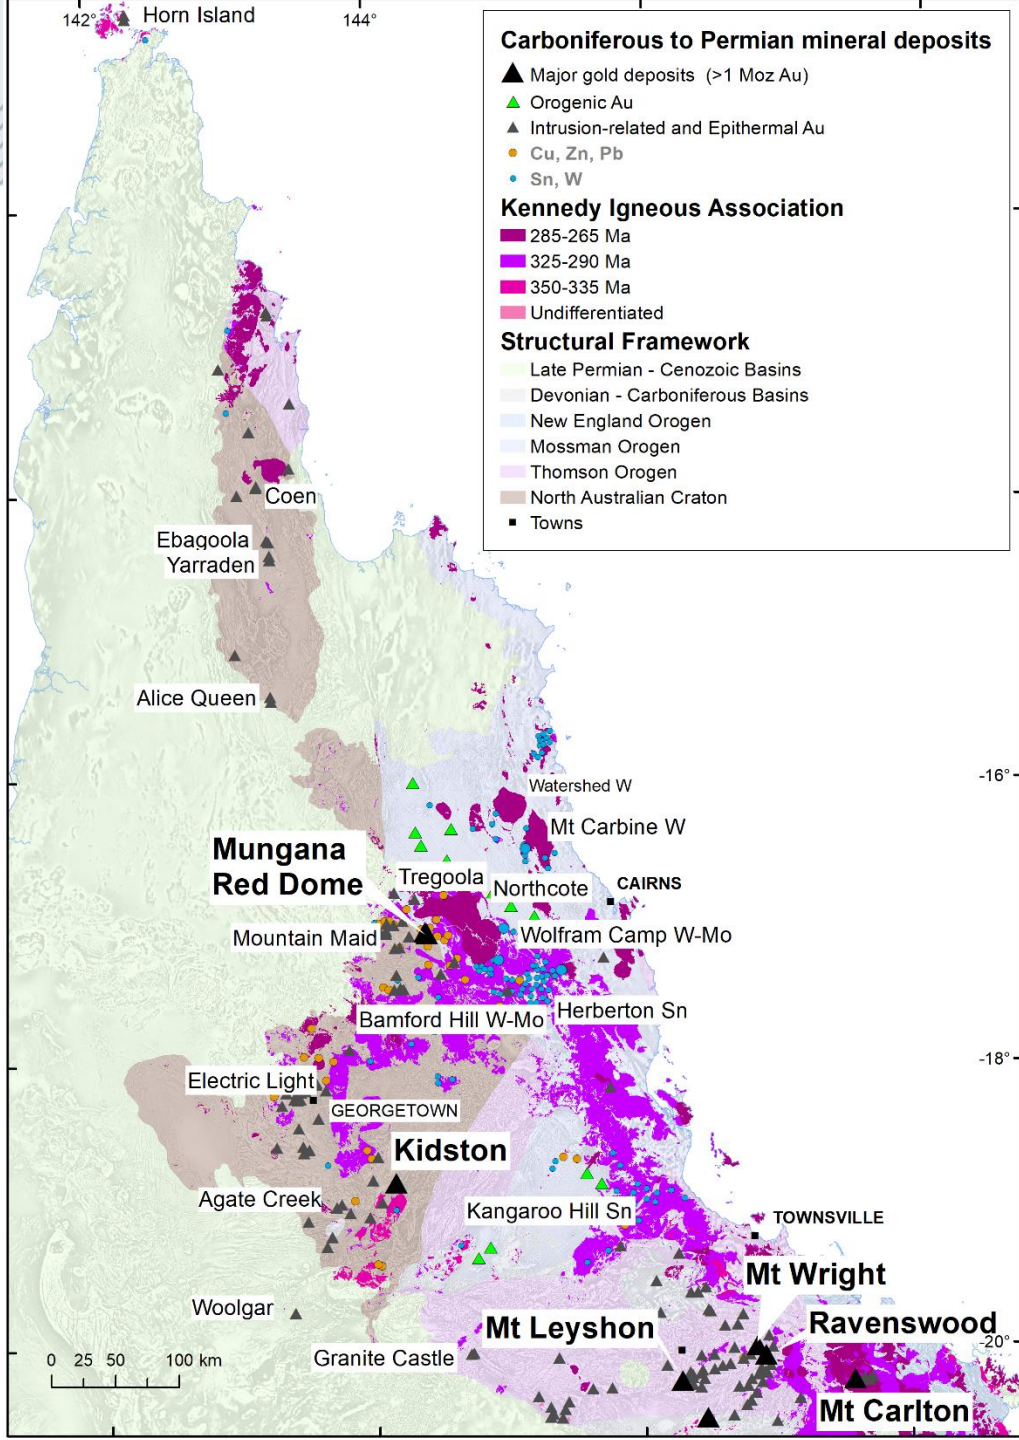 142°
Horn Island
144°
Carboniferous to Permian mineral deposits
Major gold deposits (>1 Moz Au)
Orogenic Au
Intrusion-related and Epithermal Au
Cu, Zn, Pb
Sn, W
Kennedy Igneous Association
285-265 Ma
325-290 Ma
350-335 Ma
Undifferentiated
Structural Framework
Late Permian - Cenozoic Basins
Devonian - Carboniferous Basins
New England Orogen
Mossman Orogen
Thomson Orogen
North Australian Craton
Towns
Coen
Ebagoola
Yarraden
Alice Queen
-16°
Watershed W
Mt Carbine W
Mungana
Red Dome
Tregoola
Northcote
CAIRNS
Mountain Maid
Wolfram Camp W-Mo
Bamford Hill W-Mo
Herberton Sn
-18°
Electric Light
GEORGETOWN
Kidston
Agate Creek
Kangaroo Hill Sn
TOWNSVILLE
Mt Wright
Woolgar
Mt Leyshon
Ravenswood
-20°
Granite Castle
0 25 50 100 km
Mt Carlton